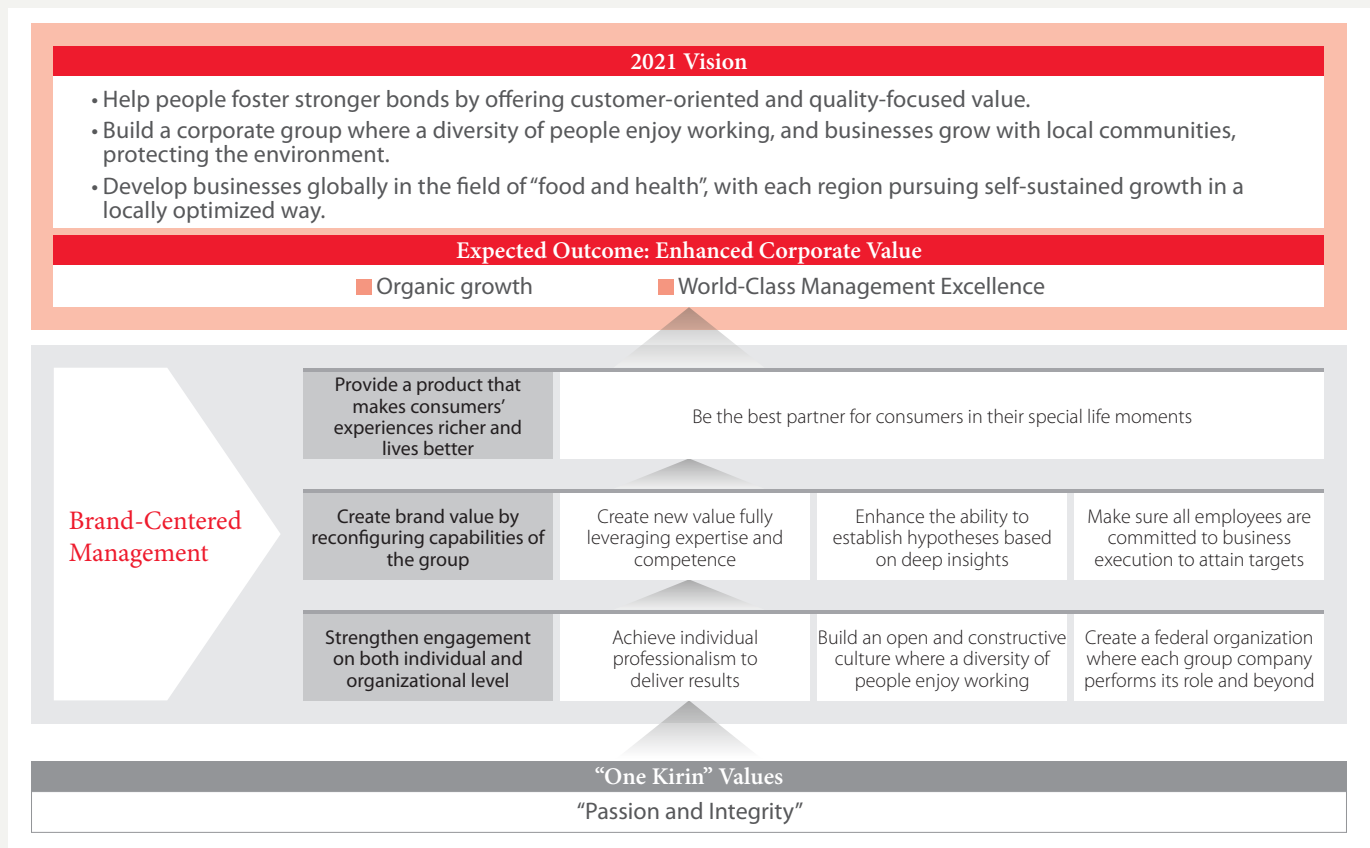 2021 Vision
• Help people foster stronger bonds by offering customer-oriented and quality-focused value.
• Build a corporate group where a diversity of people enjoy working, and businesses grow with local communities,
protecting the environment.
• Develop businesses globally in the field of “food and health”, with each region pursuing self-sustained growth in a
locally optimized way.
Expected Outcome: Enhanced Corporate Value
Organic growth
World-Class Management Excellence
Brand-Centered
Management
Provide a product that
makes consumers’
experiences richer and
lives better
Be the best partner for consumers in their special life moments
Create brand value by
reconfiguring capabilities of
the group
Create new value fully
leveraging expertise and
competence
Enhance the ability to
establish hypotheses based
on deep insights
Make sure all employees are
committed to business
execution to attain targets
Strengthen engagement
on both individual and
organizational level
Achieve individual
professionalism to
deliver results
Build an open and constructive
culture where a diversity of
people enjoy working
Create a federal organization
where each group company
performs its role and beyond
“One Kirin” Values
“Passion and Integrity”